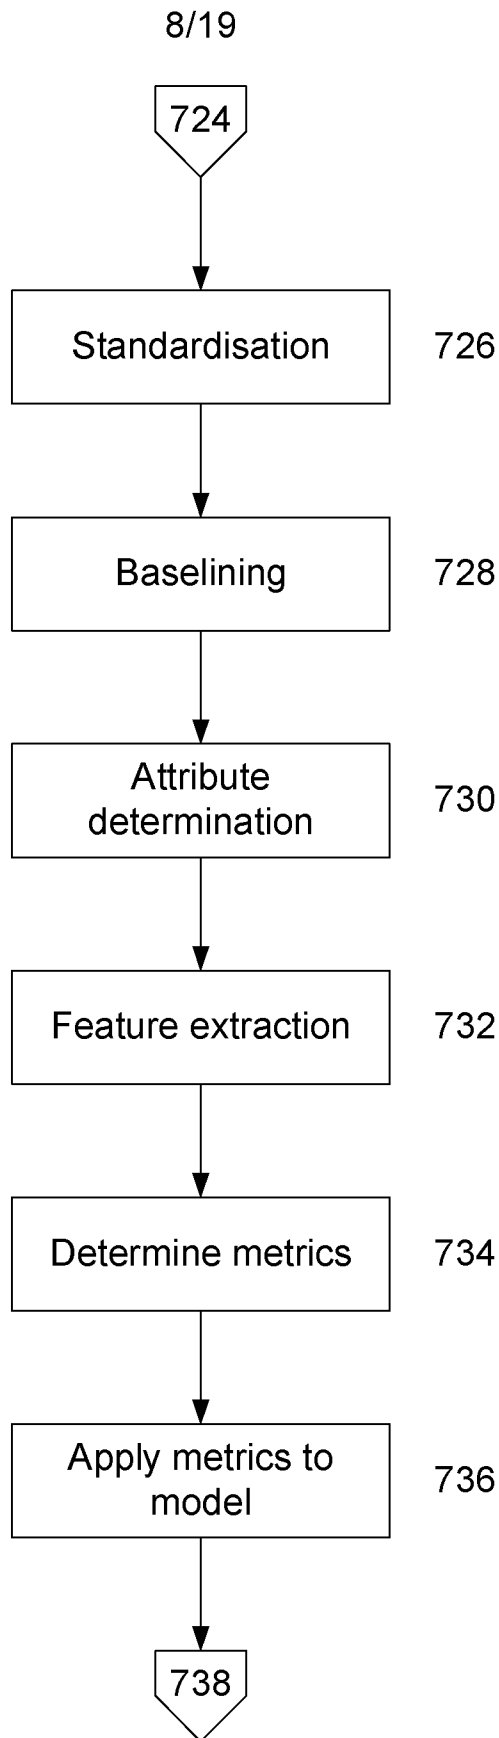 8/19
724
Standardisation
726
Baselining
728
Attribute
determination
730
Feature extraction
732
Determine metrics
734
Apply metrics to
model
736
738